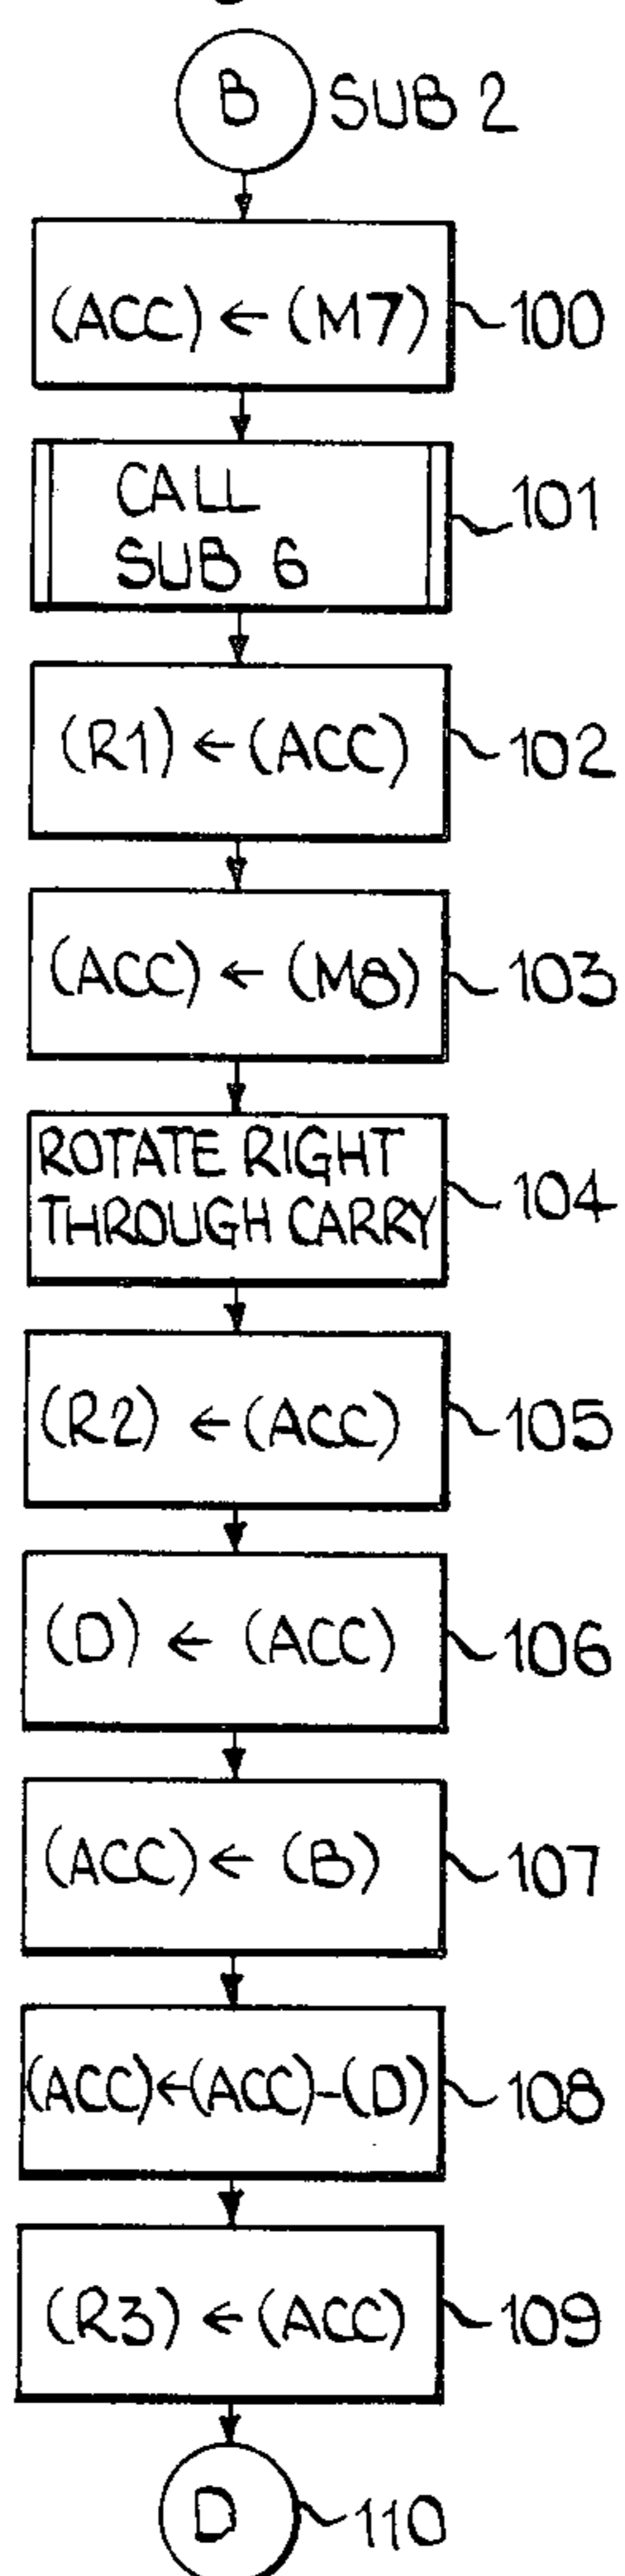 B SUB 2
(ACC) ← (M7) 100
CALL 101
SUB 6
(R1) ← (ACC) 102
(ACC) ← (M8) 103
ROTATE RIGHT
THROUGH CARRY 104
(R2) ← (ACC) 105
(D) ← (ACC) 106
(ACC) ← (B) 107
(ACC)←(ACC)-(D) 108
(R3) ← (ACC) 109
D 110